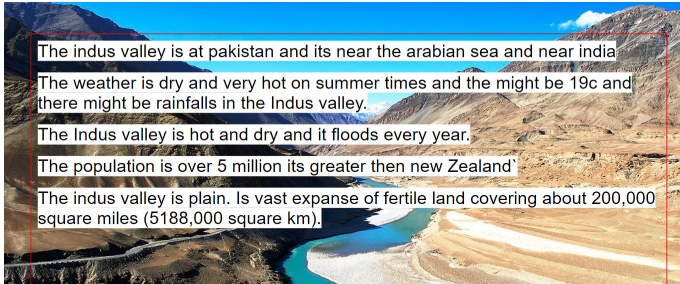 The indus valley is at pakistan and its near the arabian sea and near india
The weather is dry and very hot on summer times and the might be 19c and
there might be rainfalls in the Indus valley.
The Indus valley is hot and dry and it floods every year.
The population is over 5 million its greater then new Zealand`
The indus valley is plain. Is vast expanse of fertile land covering about 200,000
square miles (5188,000 square km).